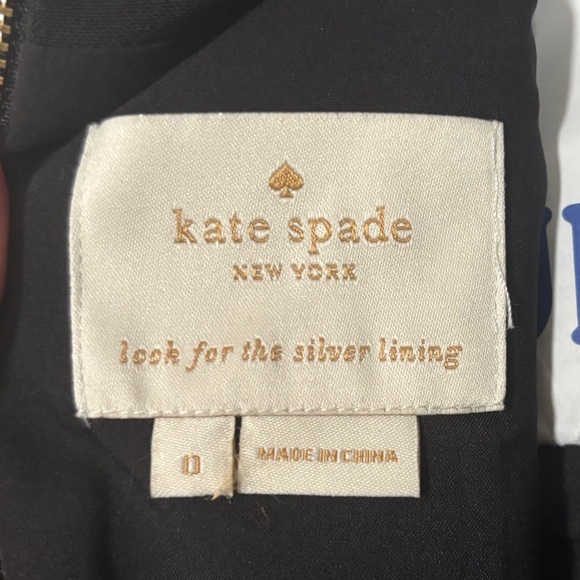 kate spade
NEW YORK
look for the silver lining
0
MADE IN CHINA